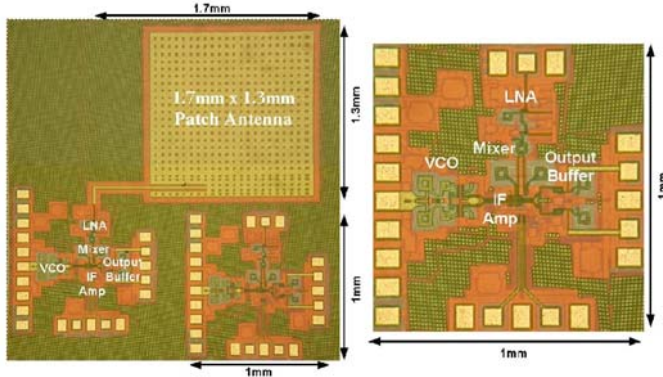 1.7mm
1.7mm x 1.3mm
Patch Antenna
1.3mm
LNA
Mixer
VCO
Output
IF
Buffer
Amp
1mm
1mm
LNA
Mixer
VCO
Output
Buffer
IF
Amp
1mm
1mm